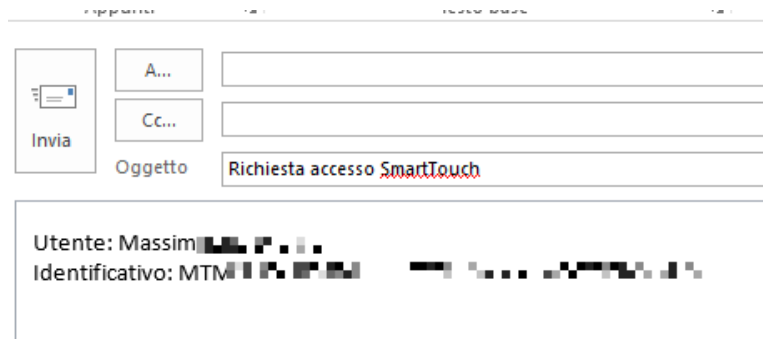 A...
Cc...
Invia
Oggetto
Richiesta accesso SmartTouch
Utente: Massim
Identificativo: MTM